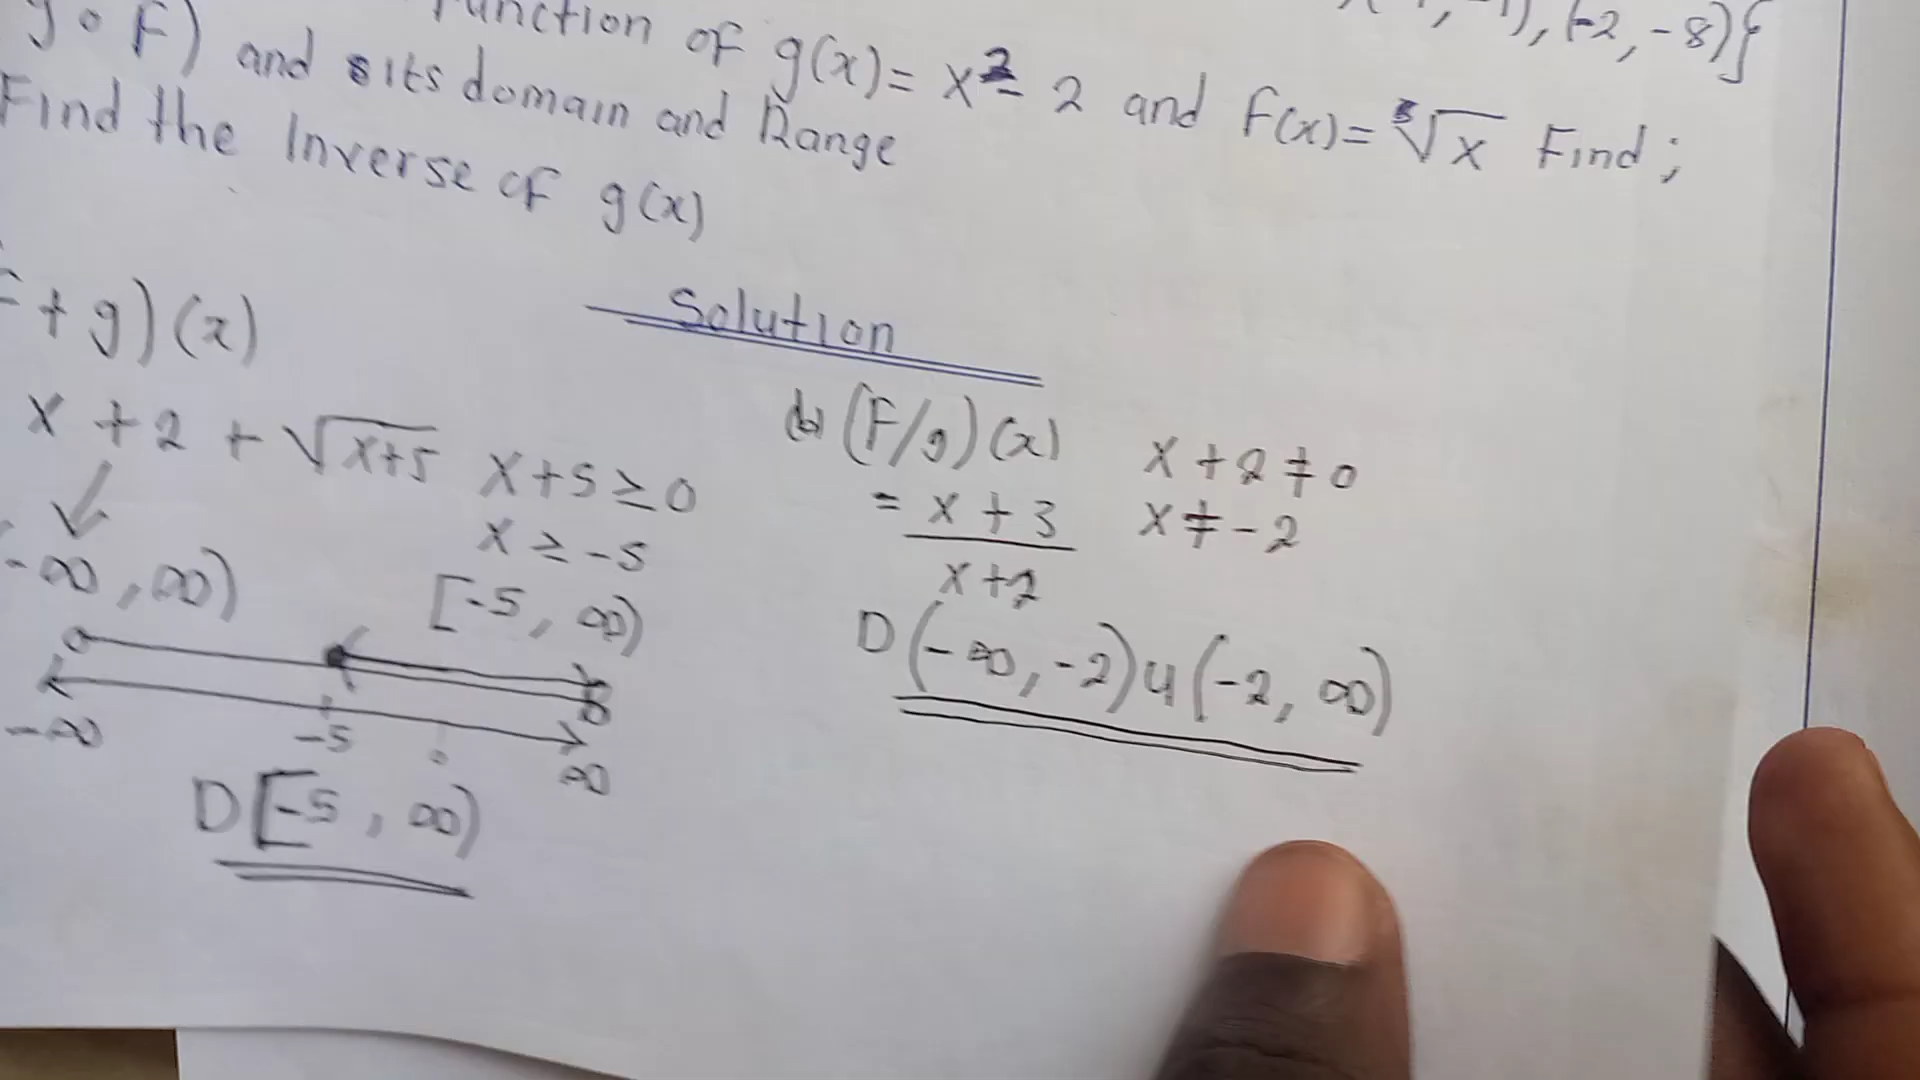 , (-2, -8)}
Function of g(x) = x² - 2 and F(x) = ∛x Find ;
g o F) and its domain and Range
Find the Inverse of g(x)
Solution
+ g) (x)
x + 2 + √x+5 x+5 ≥ 0
x ≥ -5
-∞, ∞)
[-5, ∞)
-∞ -5 0 ∞
D[-5, ∞)
(b) (F/g)(x) x + 2 ≠ 0
= x + 3 x ≠ -2
x+2
D(-∞, -2) ∪ (-2, ∞)